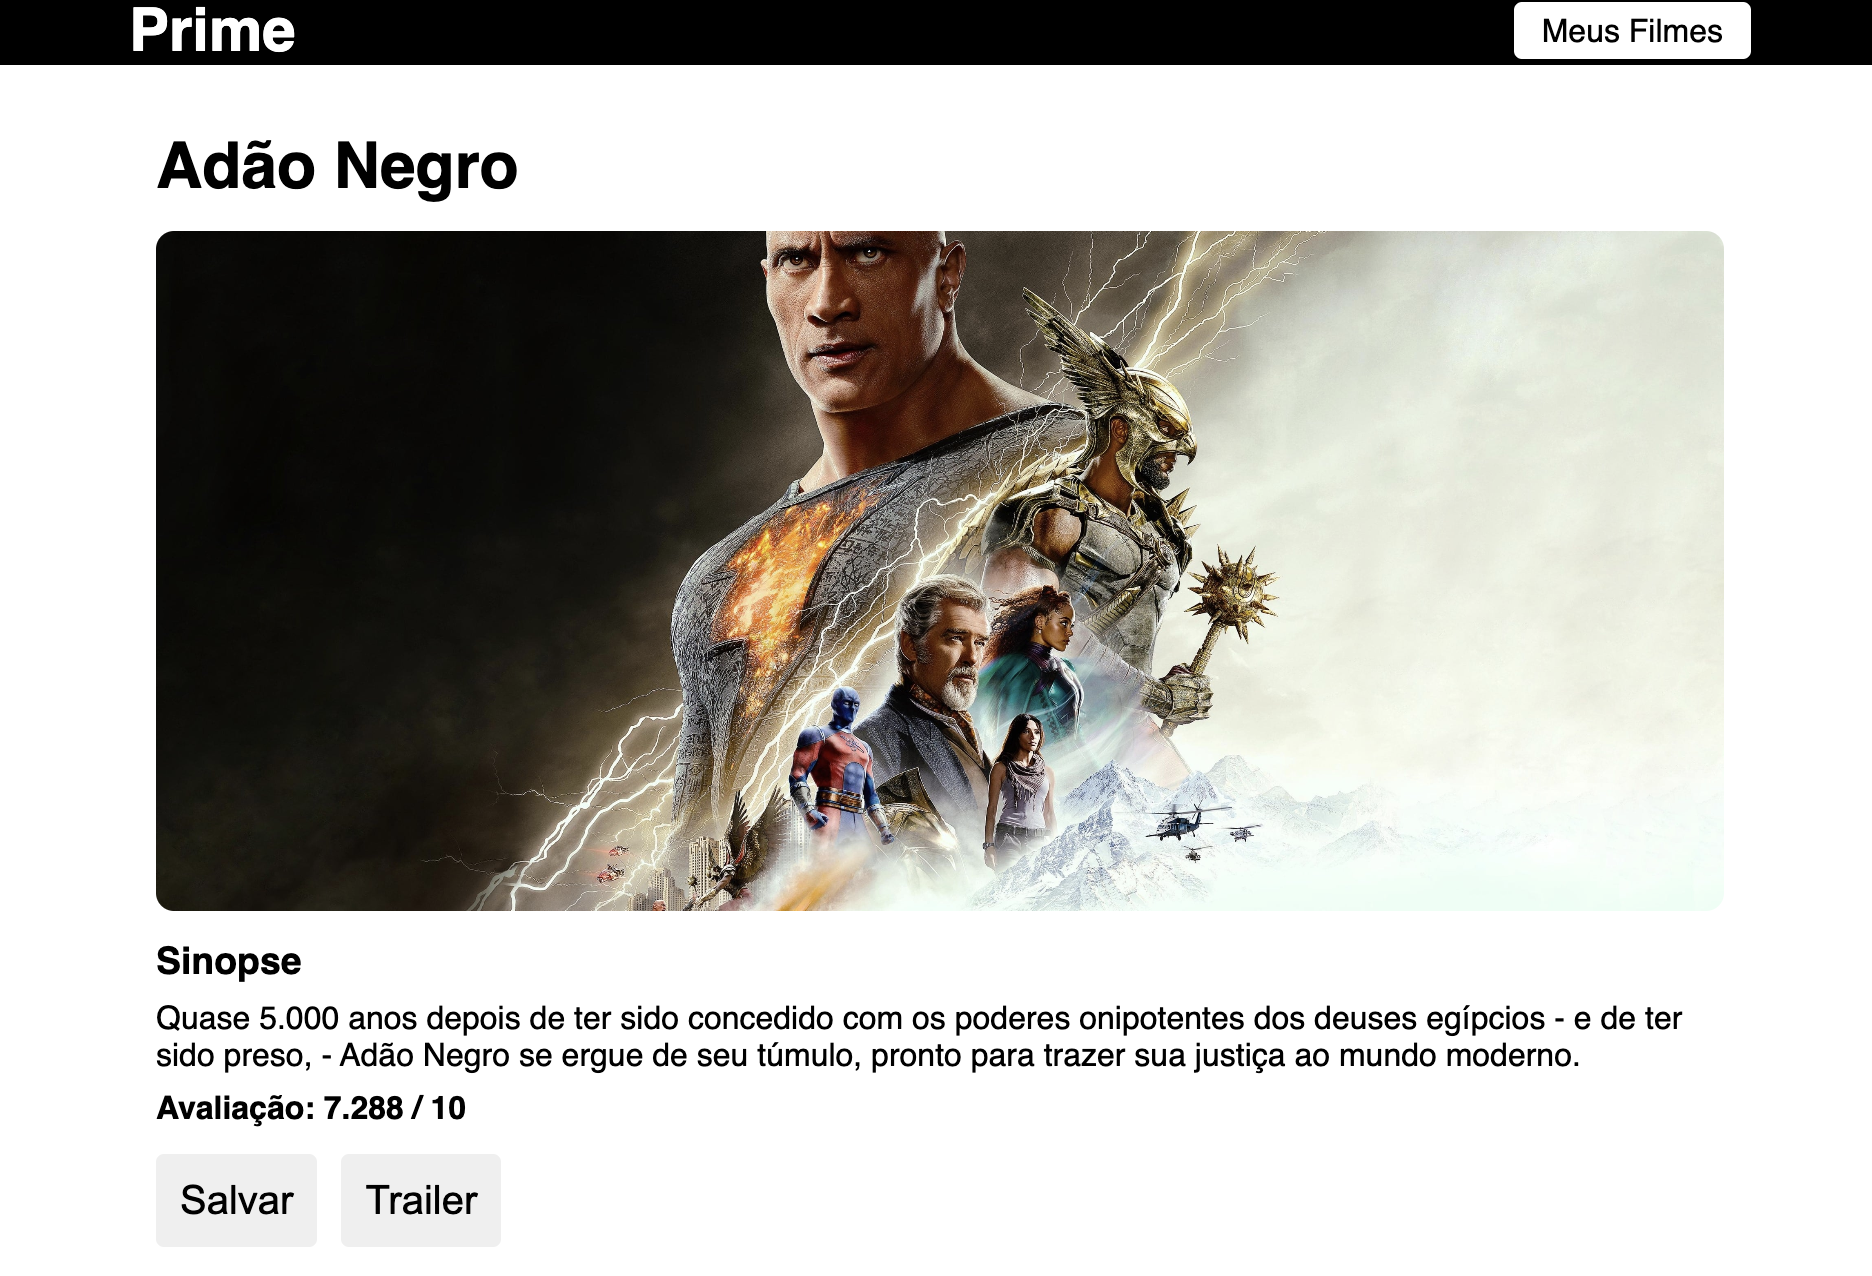 Prime
Meus Filmes
Adão Negro
Sinopse
Quase 5.000 anos depois de ter sido concedido com os poderes onipotentes dos deuses egípcios - e de ter
sido preso, - Adão Negro se ergue de seu túmulo, pronto para trazer sua justiça ao mundo moderno.
Avaliação: 7.288 / 10
Salvar
Trailer